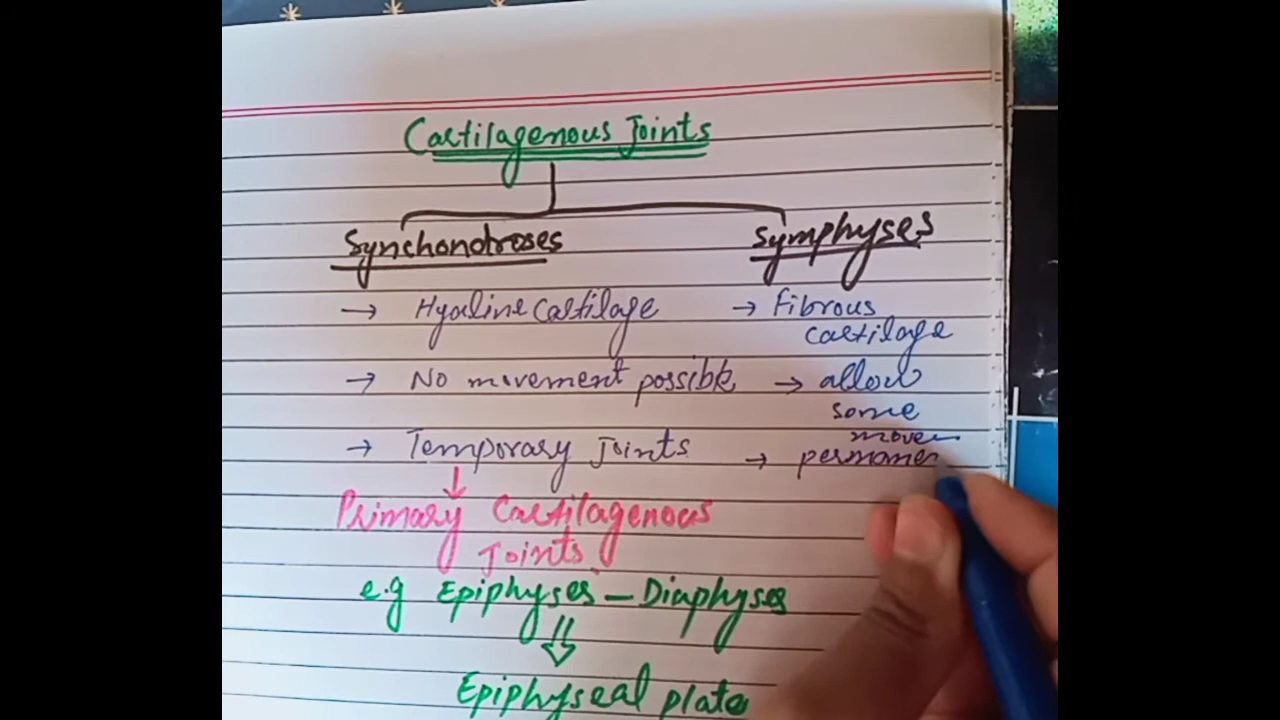 Cartilagenous Joints
Synchondroses
Symphyses
→ Hyaline Cartilage
→ Fibrous
cartilage
→ No movement possible
→ allow
some
movem
→ Temporary Joints
→ permanen
↓
Primary Cartilagenous
Joints.
e.g Epiphyses – Diaphyses
⇓
Epiphyseal plate